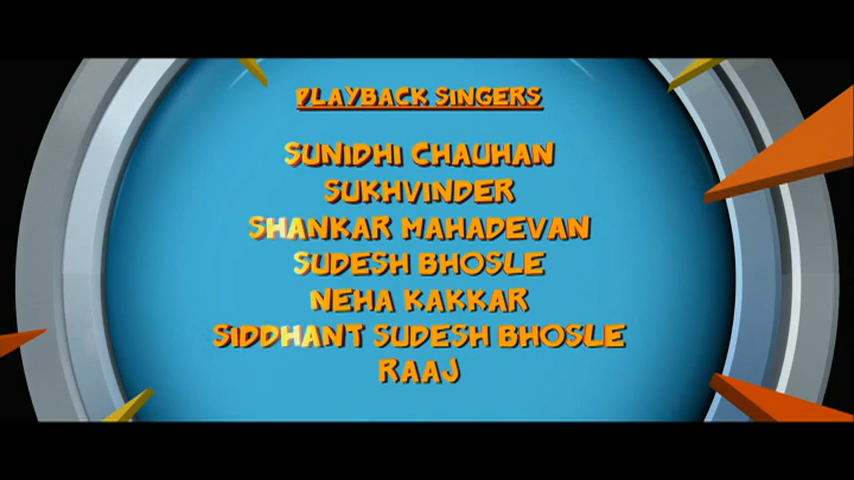 PLAYBACK SINGERS
SUNIDHI CHAUHAN
SUKHVINDER
SHANKAR MAHADEVAN
SUDESH BHOSLE
NEHA KAKKAR
SIDDHANT SUDESH BHOSLE
RAAJ